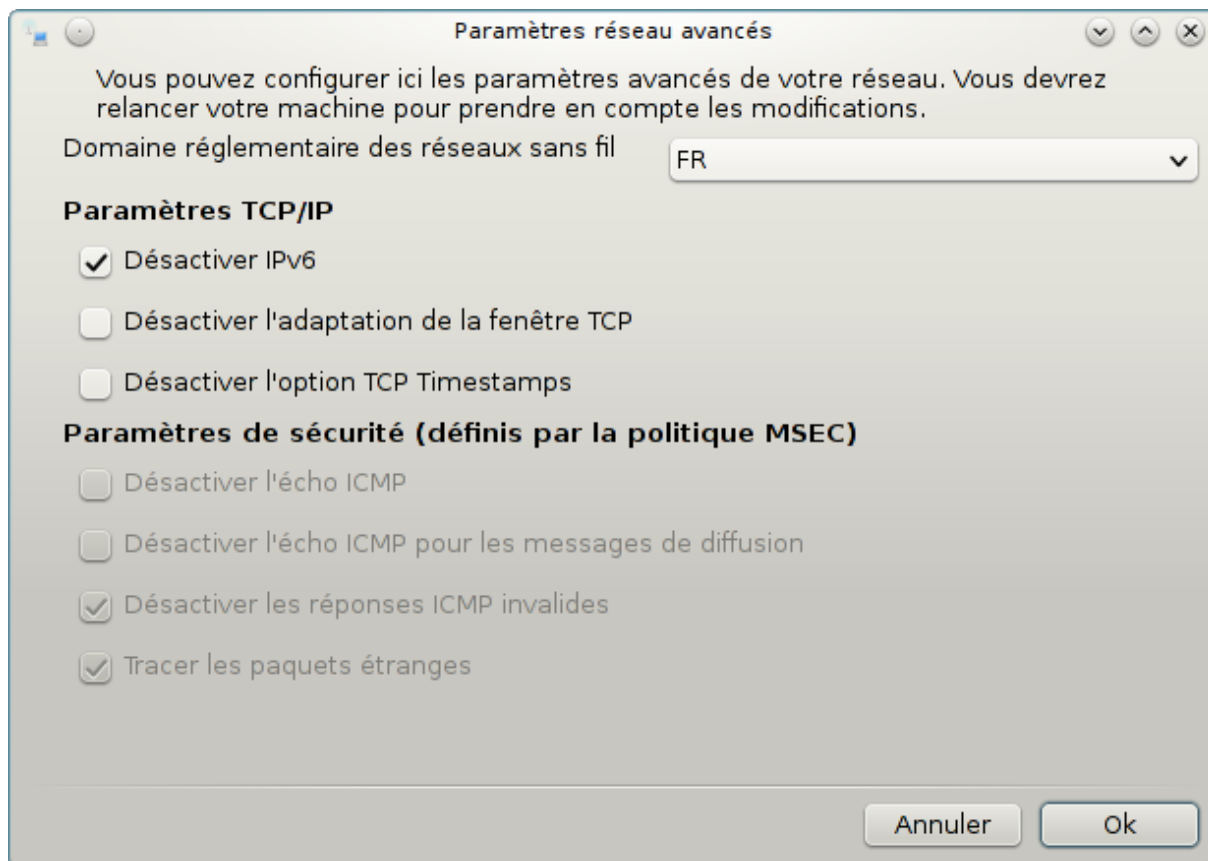 Paramètres réseau avancés
Vous pouvez configurer ici les paramètres avancés de votre réseau. Vous devrez
relancer votre machine pour prendre en compte les modifications.
Domaine réglementaire des réseaux sans fil
FR
Paramètres TCP/IP
Désactiver IPv6
Désactiver l'adaptation de la fenêtre TCP
Désactiver l'option TCP Timestamps
Paramètres de sécurité (définis par la politique MSEC)
Désactiver l'écho ICMP
Désactiver l'écho ICMP pour les messages de diffusion
Désactiver les réponses ICMP invalides
Tracer les paquets étranges
Annuler
Ok